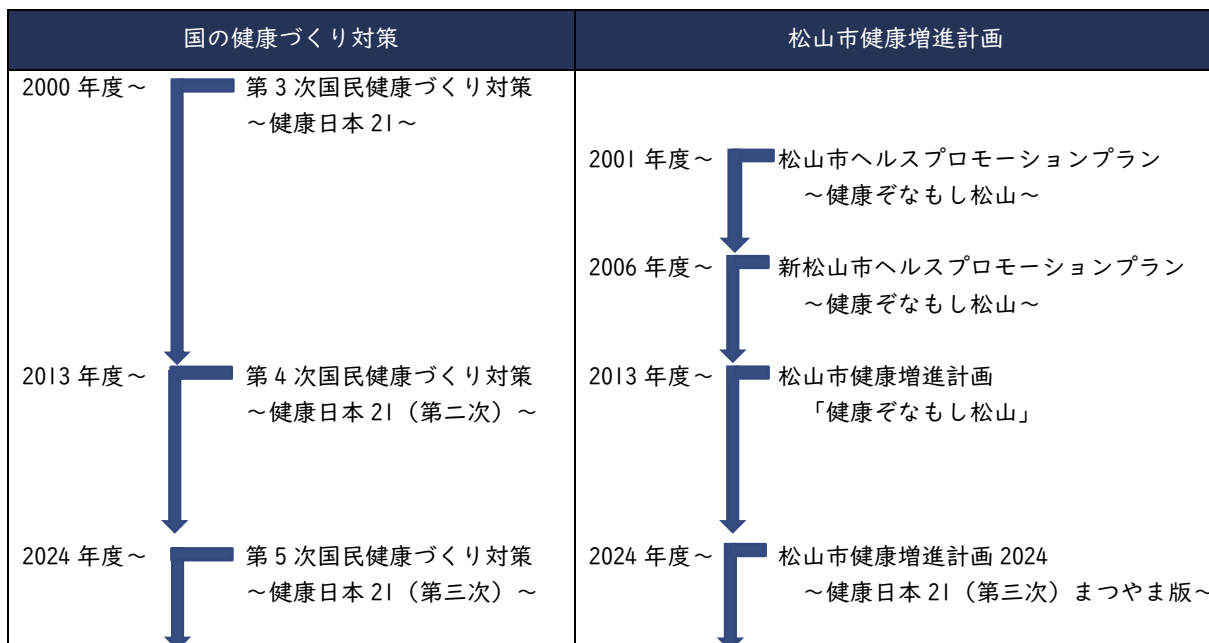 国の健康づくり対策
松山市健康増進計画
2000 年度～
第 3 次国民健康づくり対策
～健康日本 21～
2001 年度～
松山市ヘルスプロモーションプラン
～健康ぞなもし松山～
2006 年度～
新松山市ヘルスプロモーションプラン
～健康ぞなもし松山～
2013 年度～
第 4 次国民健康づくり対策
～健康日本 21（第二次）～
2013 年度～
松山市健康増進計画
「健康ぞなもし松山」
2024 年度～
第 5 次国民健康づくり対策
～健康日本 21（第三次）～
2024 年度～
松山市健康増進計画 2024
～健康日本 21（第三次）まつやま版～